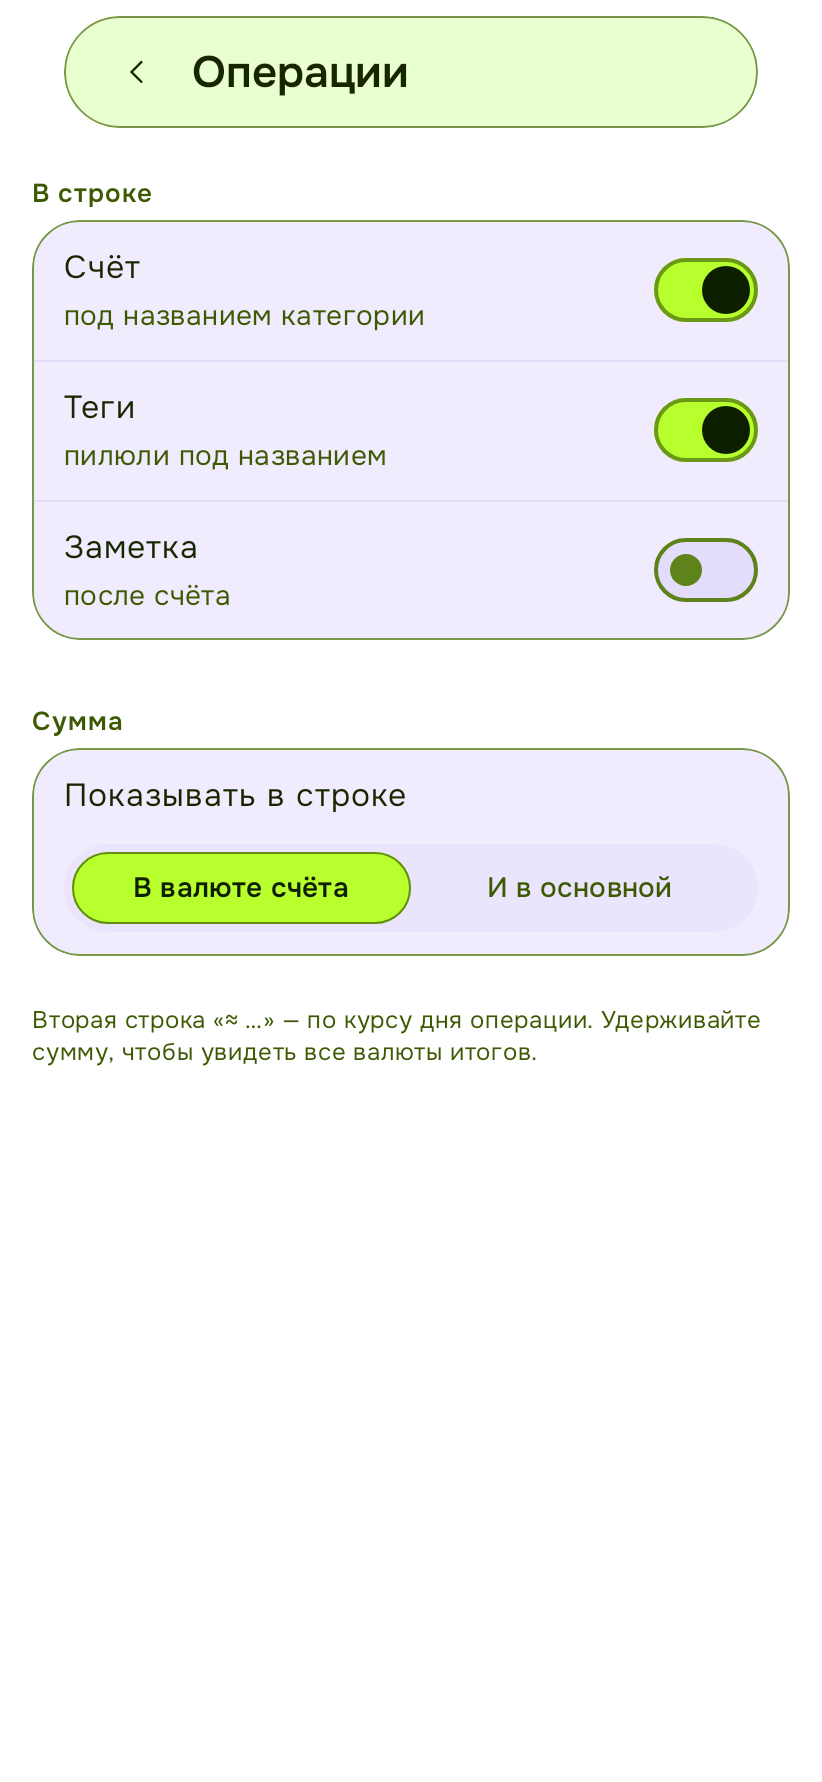 Операции
В строке
Счёт
под названием категории
Теги
пилюли под названием
Заметка
после счёта
Сумма
Показывать в строке
В валюте счёта
И в основной
Вторая строка «≈ ...» — по курсу дня операции. Удерживайте
сумму, чтобы увидеть все валюты итогов.